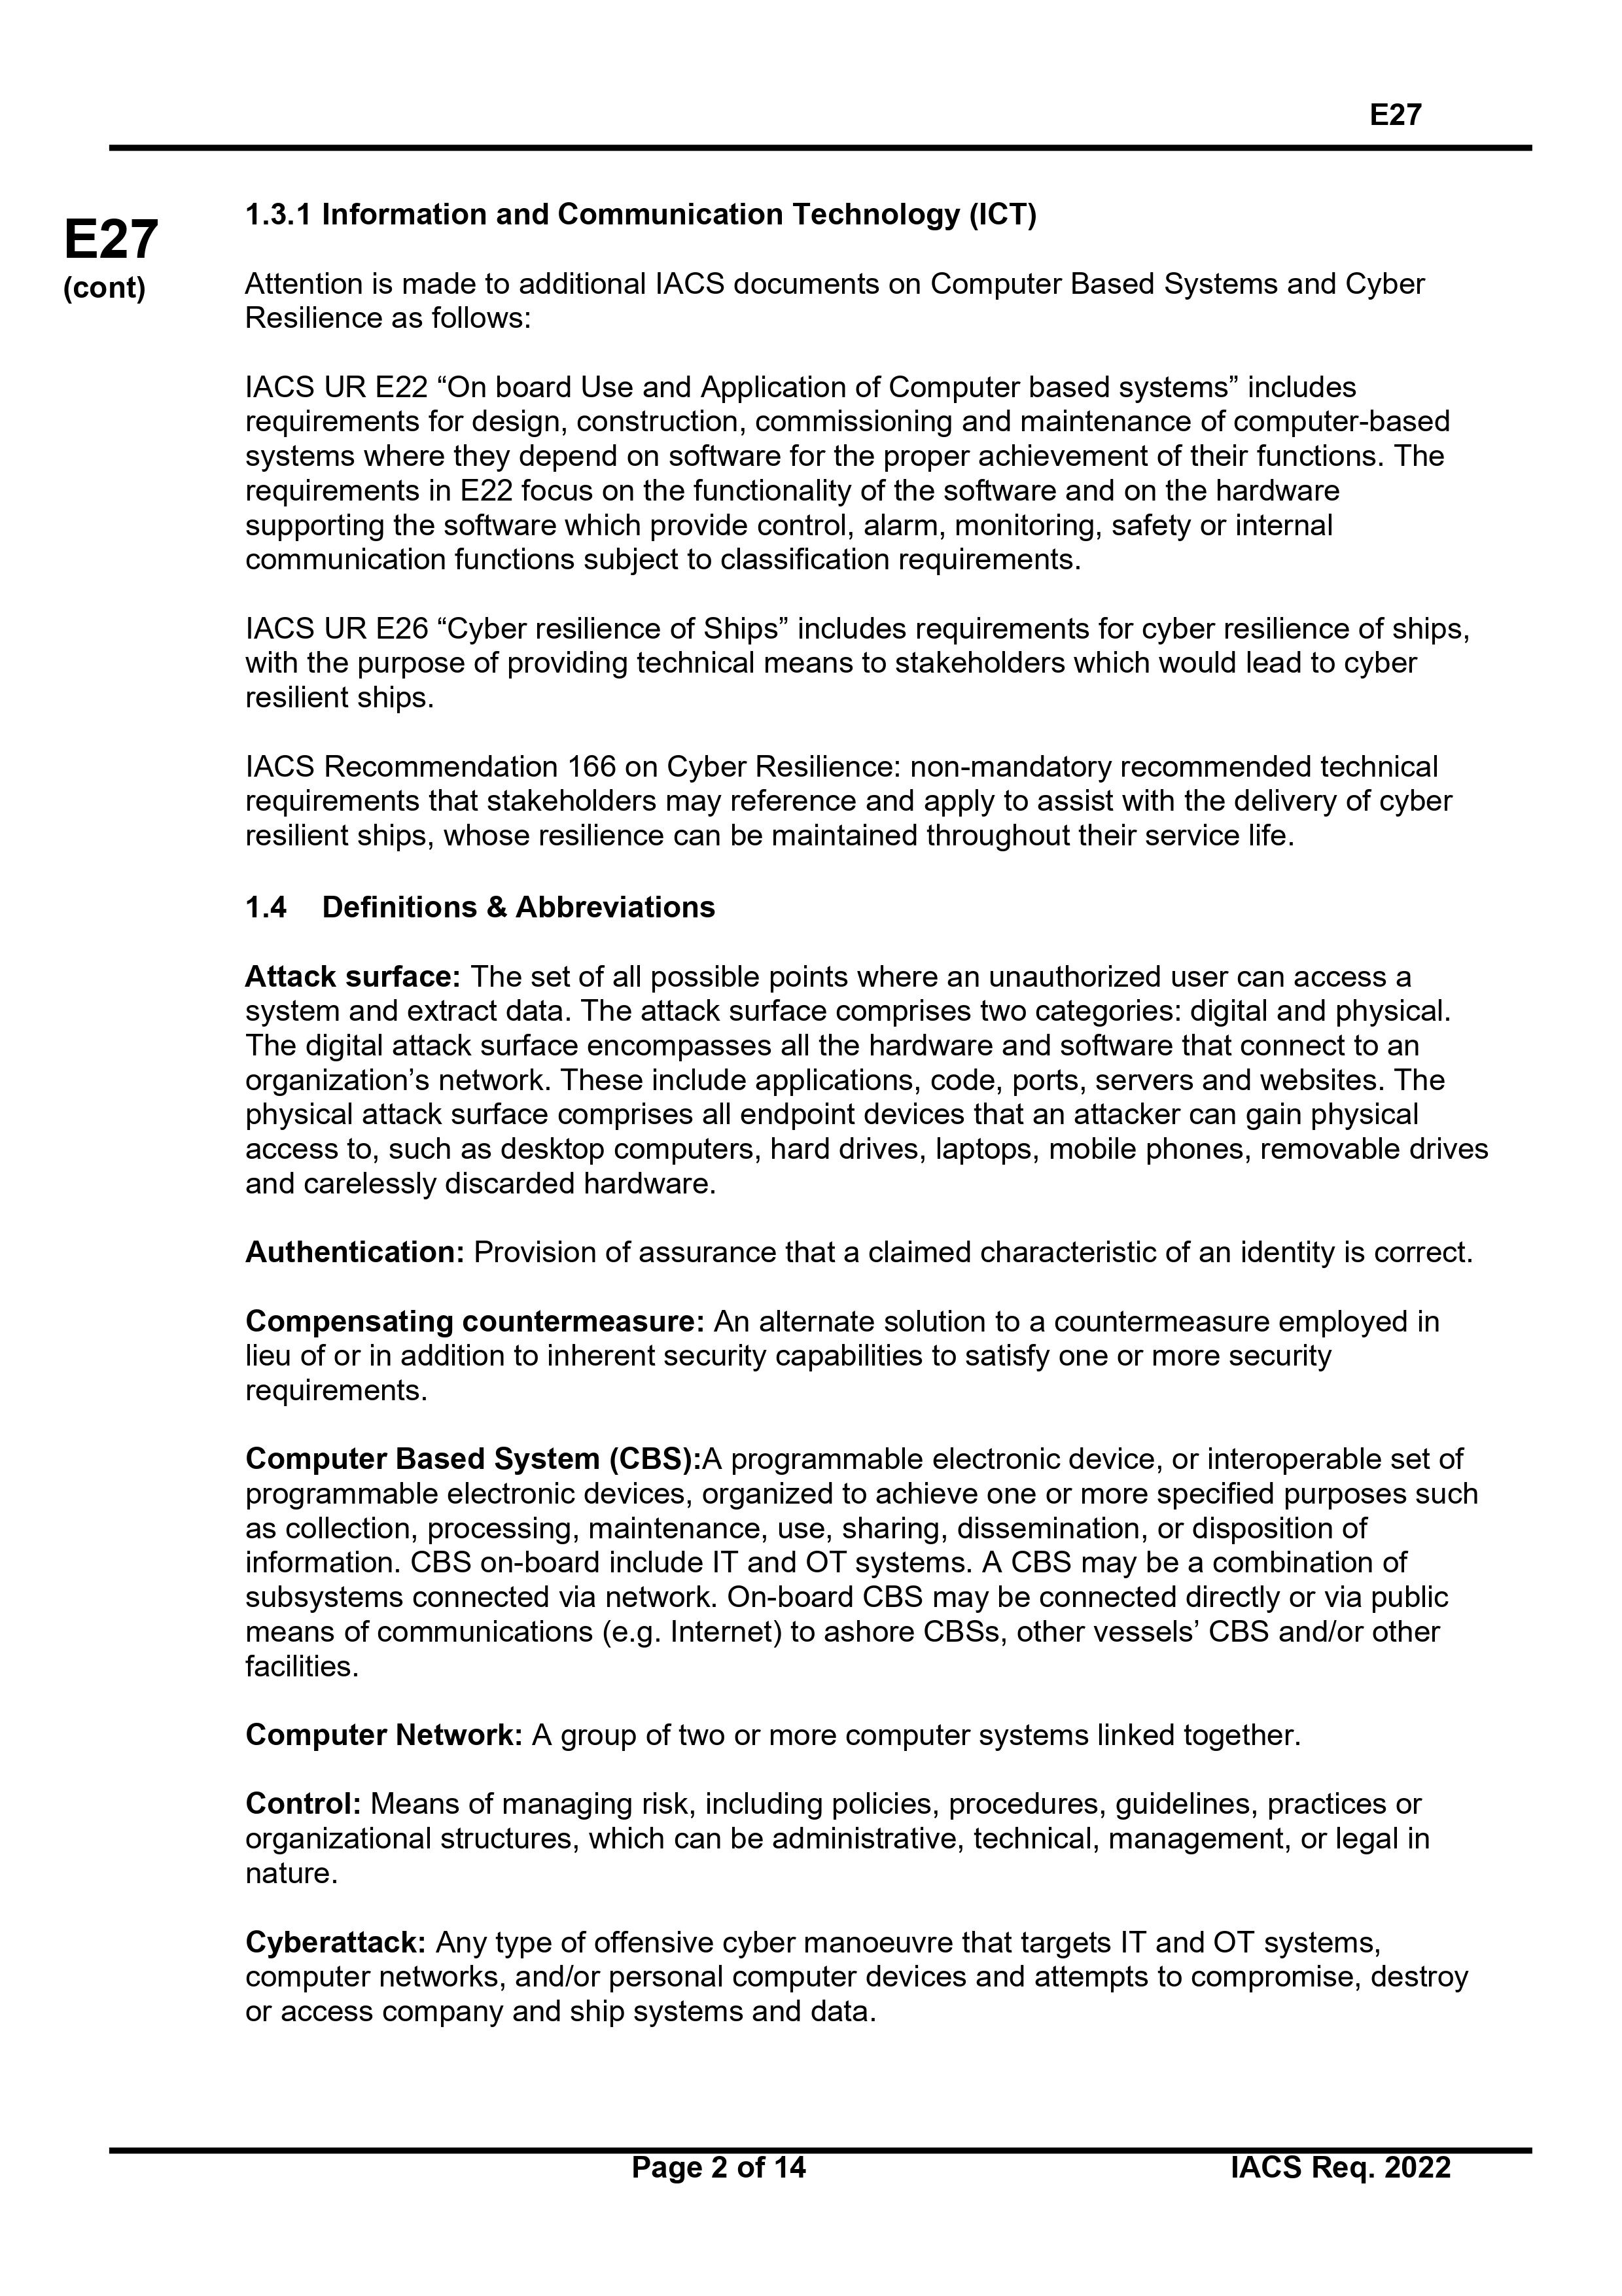 E27
E27
(cont)
1.3.1 Information and Communication Technology (ICT)
Attention is made to additional IACS documents on Computer Based Systems and Cyber
Resilience as follows:
IACS UR E22 “On board Use and Application of Computer based systems” includes
requirements for design, construction, commissioning and maintenance of computer-based
systems where they depend on software for the proper achievement of their functions. The
requirements in E22 focus on the functionality of the software and on the hardware
supporting the software which provide control, alarm, monitoring, safety or internal
communication functions subject to classification requirements.
IACS UR E26 “Cyber resilience of Ships” includes requirements for cyber resilience of ships,
with the purpose of providing technical means to stakeholders which would lead to cyber
resilient ships.
IACS Recommendation 166 on Cyber Resilience: non-mandatory recommended technical
requirements that stakeholders may reference and apply to assist with the delivery of cyber
resilient ships, whose resilience can be maintained throughout their service life.
1.4 Definitions & Abbreviations
Attack surface: The set of all possible points where an unauthorized user can access a
system and extract data. The attack surface comprises two categories: digital and physical.
The digital attack surface encompasses all the hardware and software that connect to an
organization’s network. These include applications, code, ports, servers and websites. The
physical attack surface comprises all endpoint devices that an attacker can gain physical
access to, such as desktop computers, hard drives, laptops, mobile phones, removable drives
and carelessly discarded hardware.
Authentication: Provision of assurance that a claimed characteristic of an identity is correct.
Compensating countermeasure: An alternate solution to a countermeasure employed in
lieu of or in addition to inherent security capabilities to satisfy one or more security
requirements.
Computer Based System (CBS):A programmable electronic device, or interoperable set of
programmable electronic devices, organized to achieve one or more specified purposes such
as collection, processing, maintenance, use, sharing, dissemination, or disposition of
information. CBS on-board include IT and OT systems. A CBS may be a combination of
subsystems connected via network. On-board CBS may be connected directly or via public
means of communications (e.g. Internet) to ashore CBSs, other vessels’ CBS and/or other
facilities.
Computer Network: A group of two or more computer systems linked together.
Control: Means of managing risk, including policies, procedures, guidelines, practices or
organizational structures, which can be administrative, technical, management, or legal in
nature.
Cyberattack: Any type of offensive cyber manoeuvre that targets IT and OT systems,
computer networks, and/or personal computer devices and attempts to compromise, destroy
or access company and ship systems and data.
Page 2 of 14 IACS Req. 2022